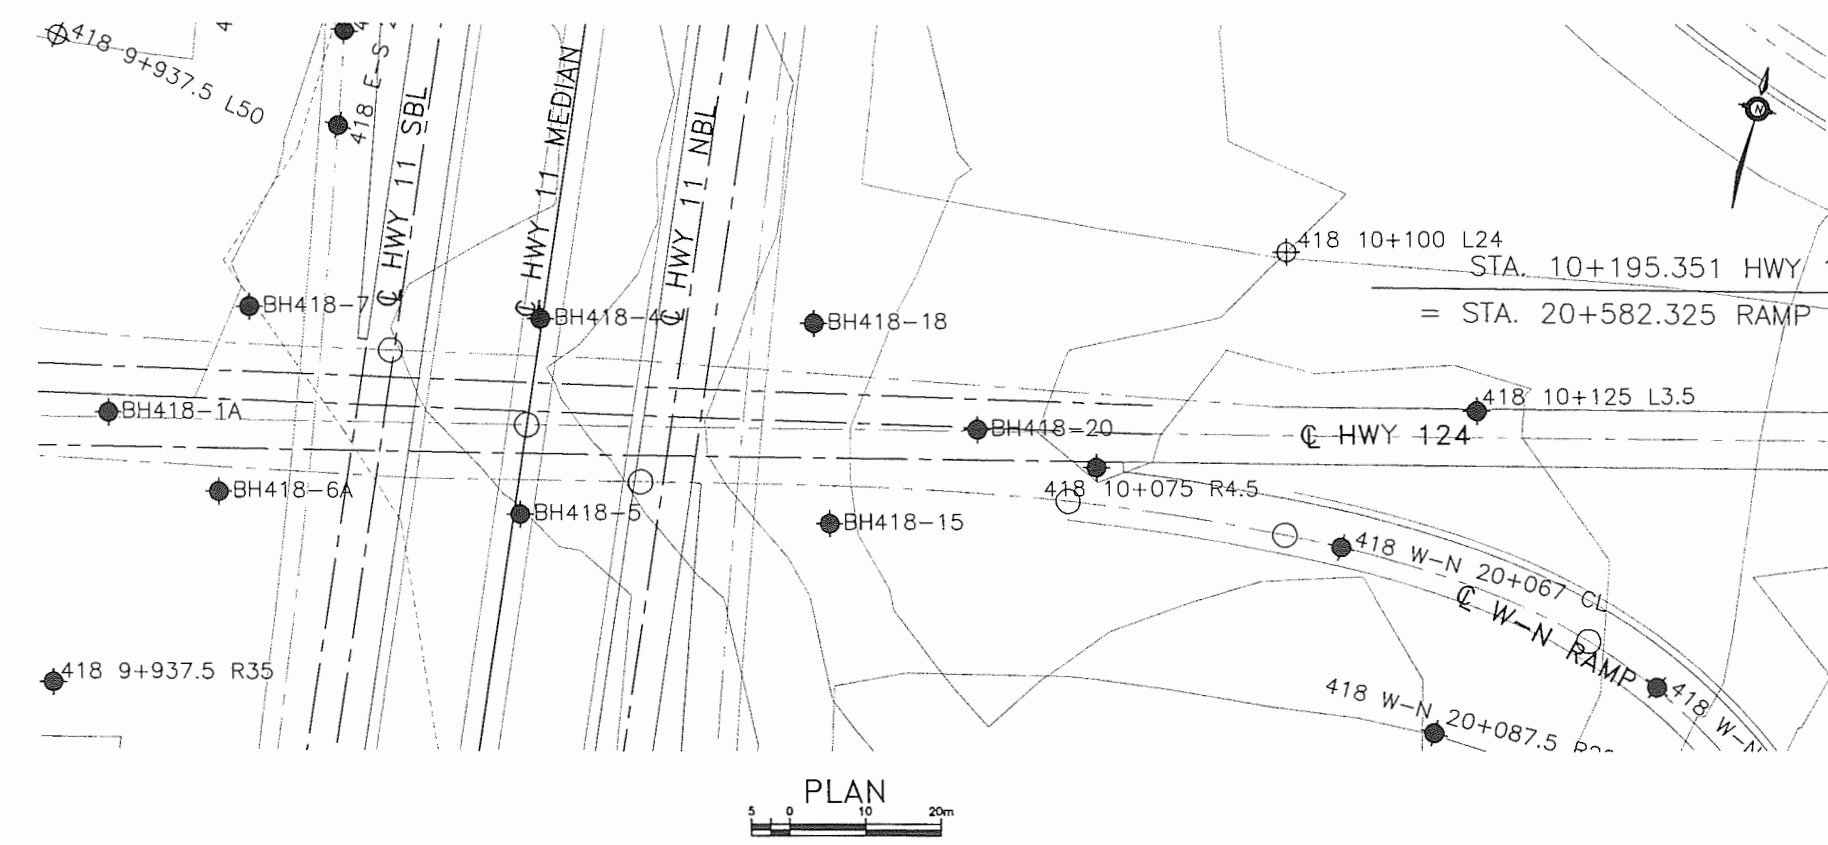 418 9+937.5 L50
4
418 E-S
℄ HWY 11 SBL
℄ HWY 11 MEDIAN
℄ HWY 11 NBL
N
418 10+100 L24
STA. 10+195.351 HWY
= STA. 20+582.325 RAMP
BH418-7
BH418-4
BH418-18
BH418-1A
BH418-20
418 10+125 L3.5
℄ HWY 124
BH418-6A
BH418-5
BH418-15
418 10+075 R4.5
418 W-N 20+067 CL
℄ W-N RAMP
418 9+937.5 R35
418 W-N 20+087.5
418 W-N
PLAN
5 0 10 20m